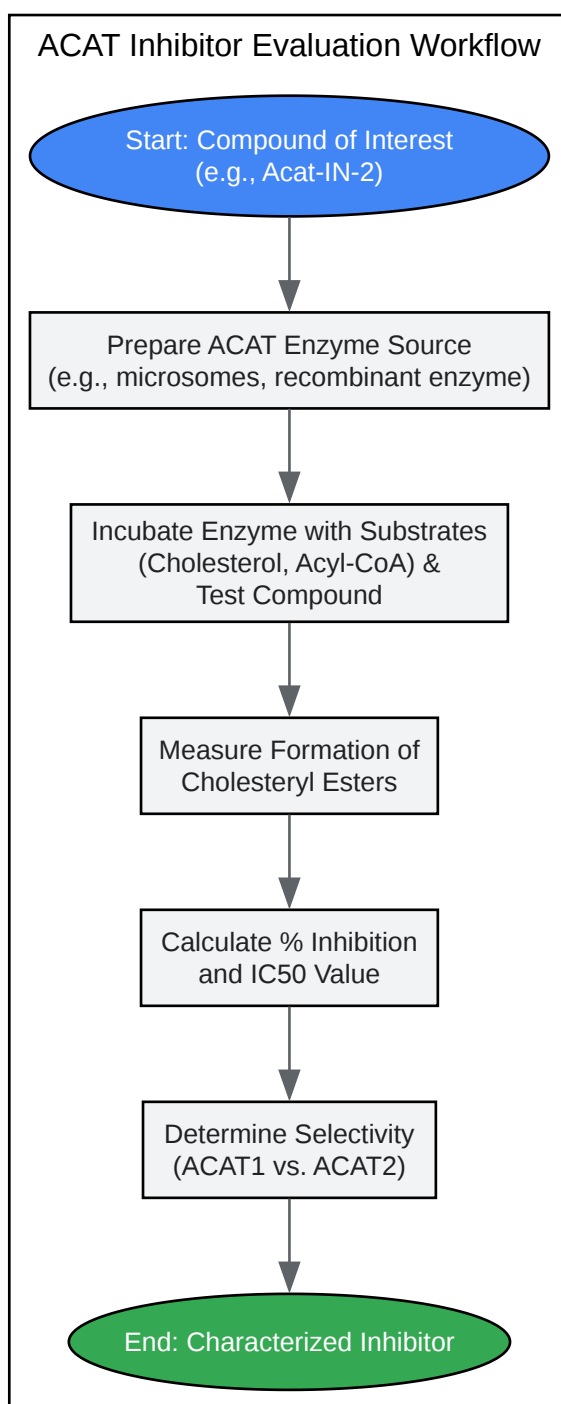 ACAT Inhibitor Evaluation Workflow
Start: Compound of Interest
(e.g., Acat-IN-2)
Prepare ACAT Enzyme Source
(e.g., microsomes, recombinant enzyme)
Incubate Enzyme with Substrates
(Cholesterol, Acyl-CoA) &
Test Compound
Measure Formation of
Cholesteryl Esters
Calculate % Inhibition
and IC50 Value
Determine Selectivity
(ACAT1 vs. ACAT2)
End: Characterized Inhibitor